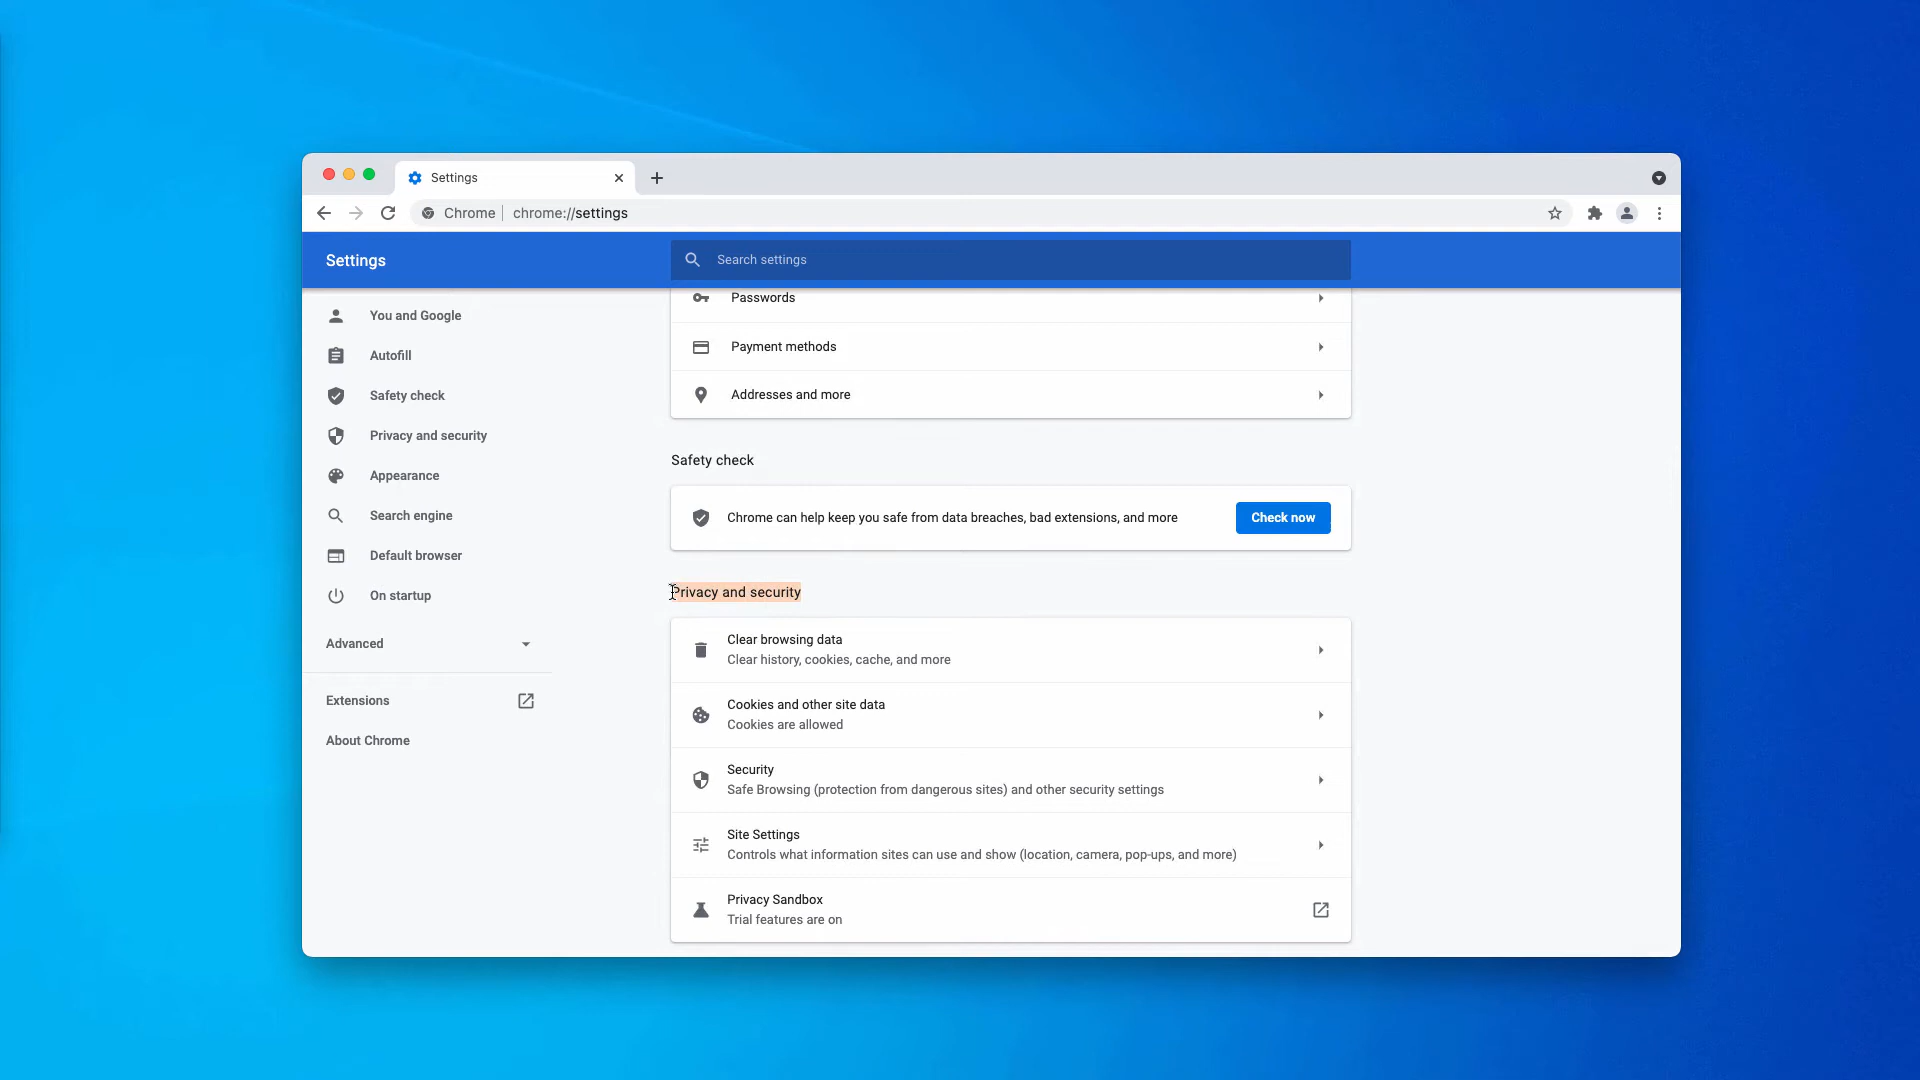 Settings
Chrome | chrome://settings
Settings
Search settings
You and Google
Autofill
Safety check
Privacy and security
Appearance
Search engine
Default browser
On startup
Advanced
Extensions
About Chrome
Passwords
Payment methods
Addresses and more
Safety check
Chrome can help keep you safe from data breaches, bad extensions, and more
Check now
Privacy and security
Clear browsing data
Clear history, cookies, cache, and more
Cookies and other site data
Cookies are allowed
Security
Safe Browsing (protection from dangerous sites) and other security settings
Site Settings
Controls what information sites can use and show (location, camera, pop-ups, and more)
Privacy Sandbox
Trial features are on